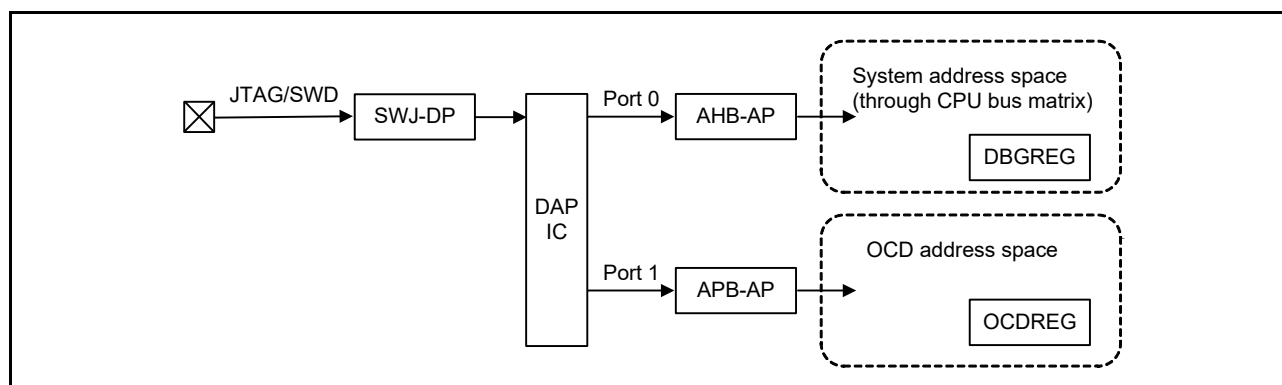 JTAG/SWD
SWJ-DP
DAP
IC
Port 0
AHB-AP
System address space
(through CPU bus matrix)
DBGREG
Port 1
APB-AP
OCD address space
OCDREG